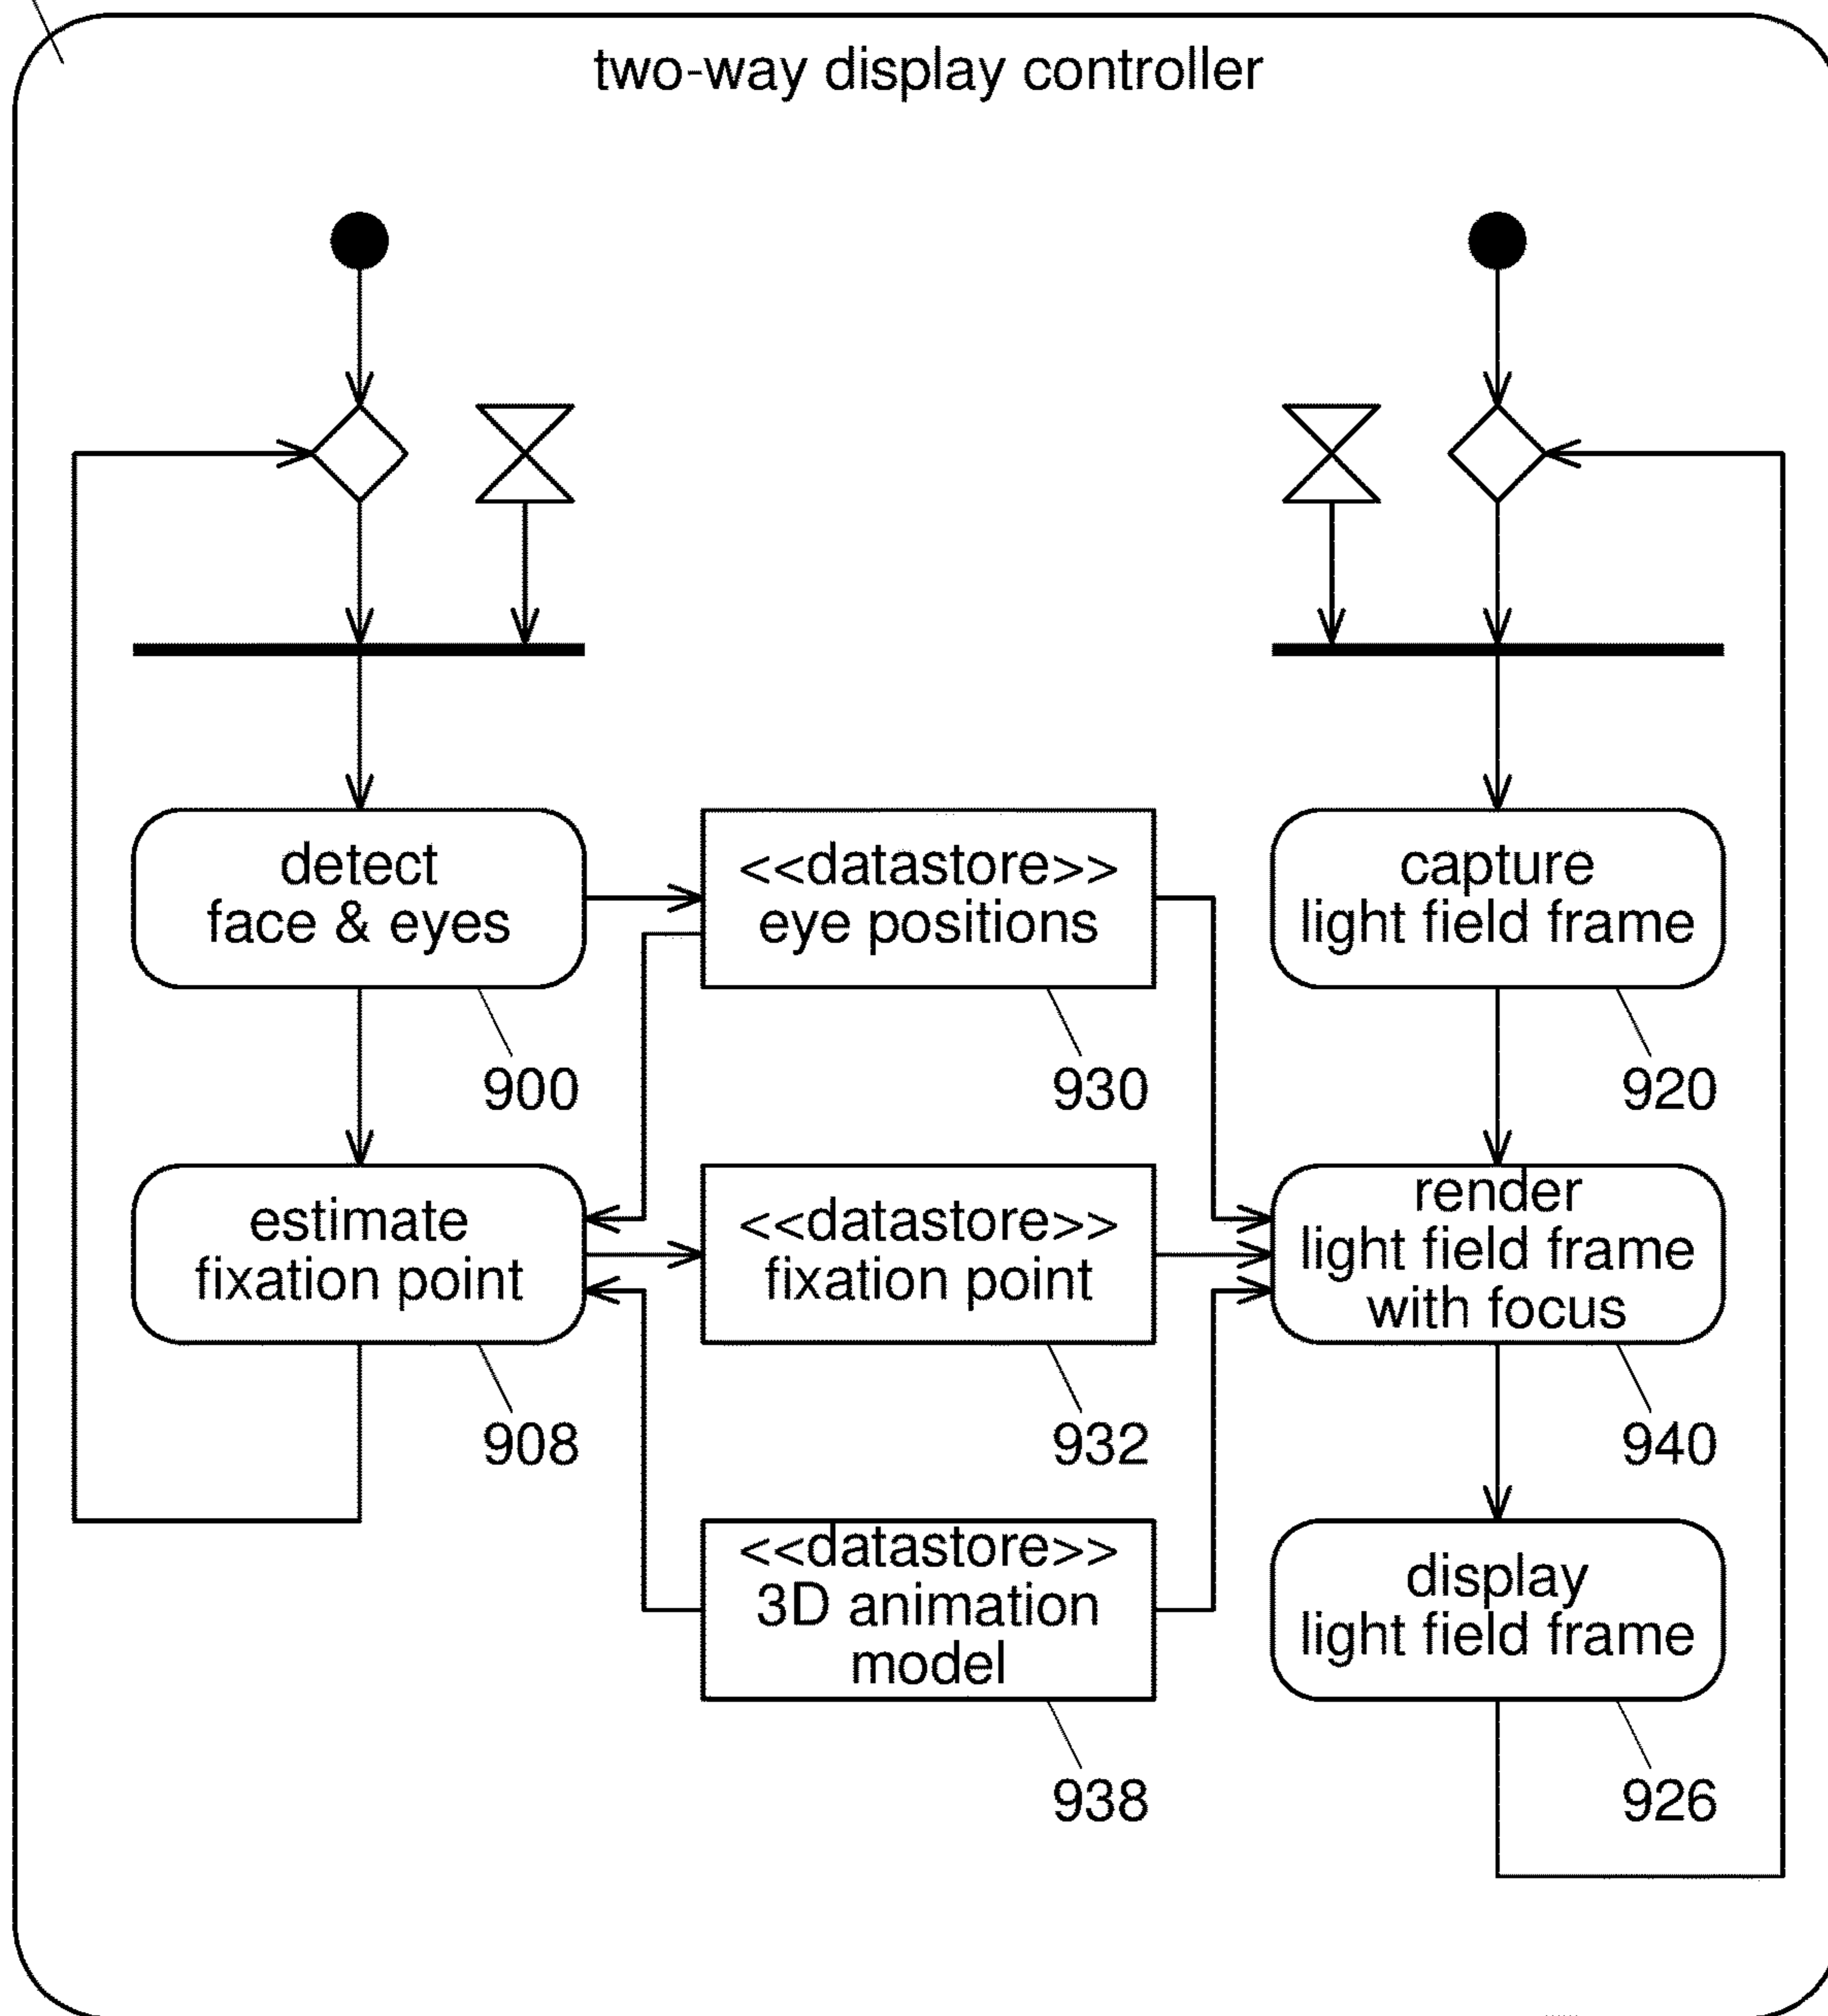 two-way display controller
detect
face & eyes
900
<<datastore>>
eye positions
930
capture
light field frame
920
estimate
fixation point
908
<<datastore>>
fixation point
932
render
light field frame
with focus
940
<<datastore>>
3D animation
model
938
display
light field frame
926